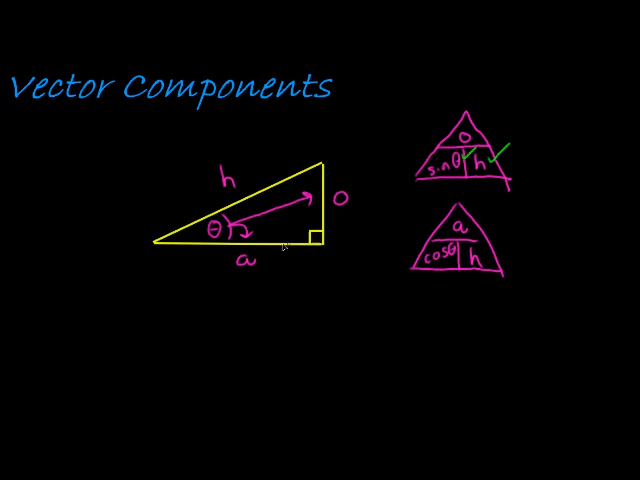 Vector Components
h
θ
o
a
o
sinθ h
a
cosθ h